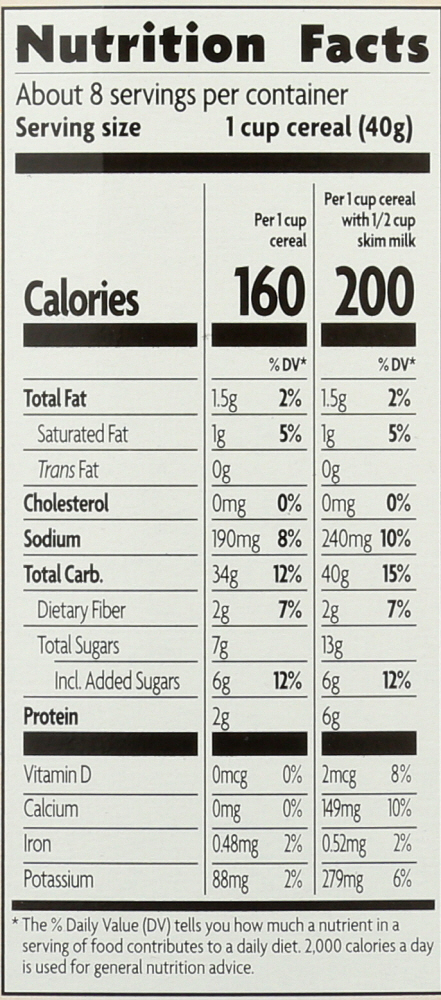 Nutrition Facts
About 8 servings per container
Serving size 1 cup cereal (40g)
Per 1 cup cereal
Per 1 cup cereal with 1/2 cup skim milk
Calories 160 200
% DV* % DV*
Total Fat 1.5g 2% 1.5g 2%
Saturated Fat 1g 5% 1g 5%
Trans Fat 0g 0g
Cholesterol 0mg 0% 0mg 0%
Sodium 190mg 8% 240mg 10%
Total Carb. 34g 12% 40g 15%
Dietary Fiber 2g 7% 2g 7%
Total Sugars 7g 13g
Incl. Added Sugars 6g 12% 6g 12%
Protein 2g 6g
Vitamin D 0mcg 0% 2mcg 8%
Calcium 0mg 0% 149mg 10%
Iron 0.48mg 2% 0.52mg 2%
Potassium 88mg 2% 279mg 6%
* The % Daily Value (DV) tells you how much a nutrient in a
serving of food contributes to a daily diet. 2,000 calories a day
is used for general nutrition advice.